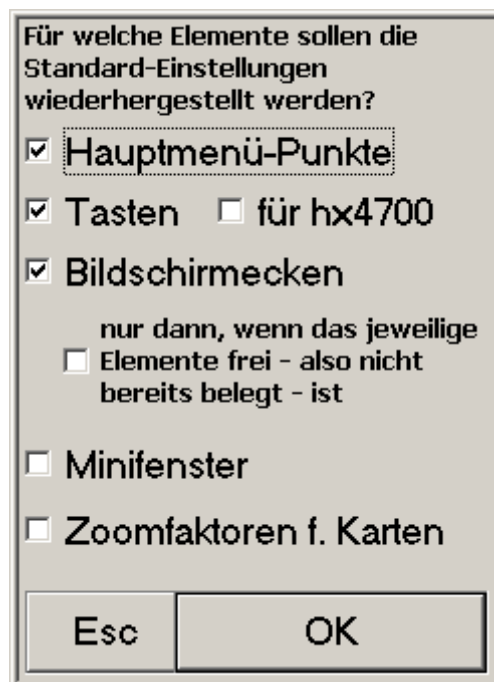 Für welche Elemente sollen die
Standard-Einstellungen
wiederhergestellt werden?
Hauptmenü-Punkte
Tasten für hx4700
Bildschirmecken
nur dann, wenn das jeweilige
Elemente frei - also nicht
bereits belegt - ist
Minifenster
Zoomfaktoren f. Karten
Esc OK